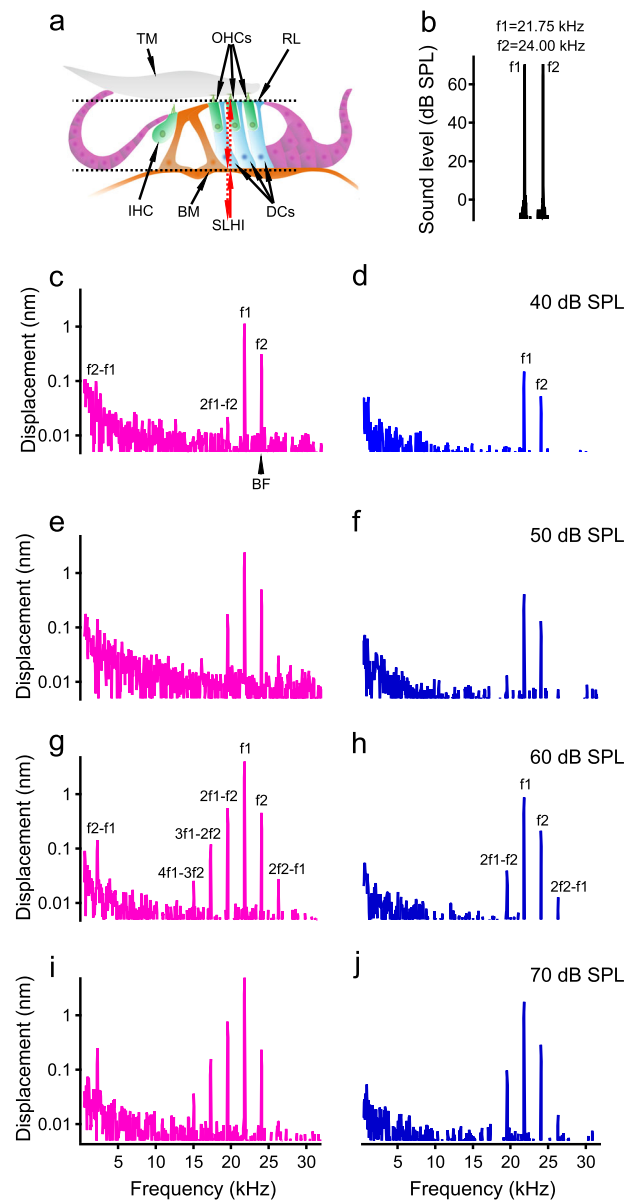 a
TM
OHCs
RL
IHC
BM
SLHI
DCs
b
f1=21.75 kHz
f2=24.00 kHz
f1
f2
Sound level (dB SPL)
60
40
20
0
c
Displacement (nm)
1
0.1
0.01
f2-f1
2f1-f2
f1
f2
BF
d
40 dB SPL
f1
f2
e
Displacement (nm)
1
0.1
0.01
f
50 dB SPL
g
Displacement (nm)
1
0.1
0.01
f2-f1
4f1-3f2
3f1-2f2
2f1-f2
f1
f2
2f2-f1
h
60 dB SPL
f1
f2
2f1-f2
2f2-f1
i
Displacement (nm)
1
0.1
0.01
5 10 15 20 25 30
Frequency (kHz)
j
70 dB SPL
5 10 15 20 25 30
Frequency (kHz)